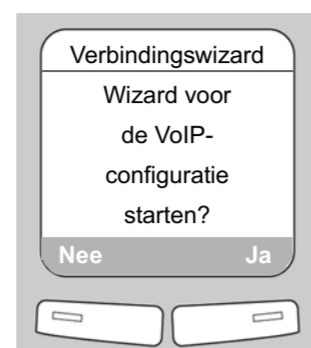 Verbindingswizard
Wizard voor
de VoIP-
configuratie
starten?
Nee Ja